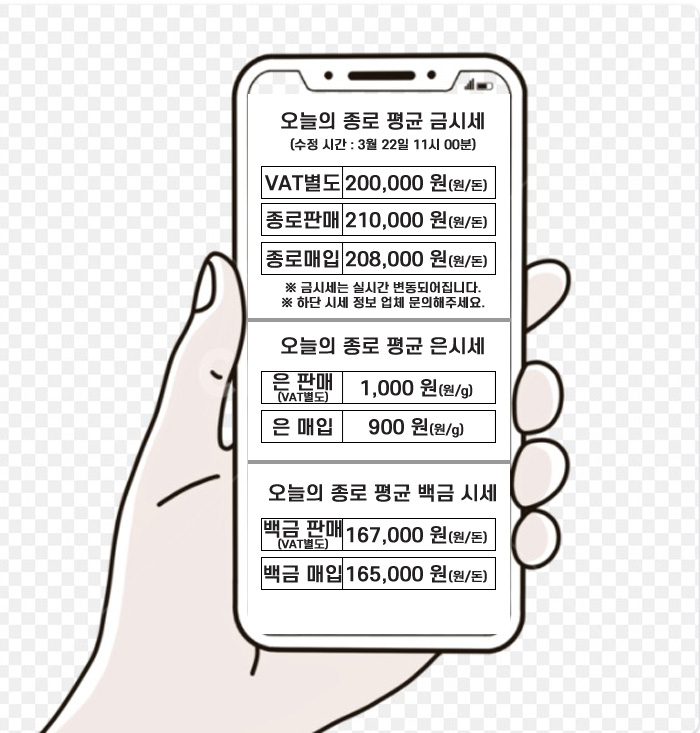 오늘의 종로 평균 금시세
(수정 시간 : 3월 22일 11시 00분)
VAT별도 200,000 원(원/돈)
종로판매 210,000 원(원/돈)
종로매입 208,000 원(원/돈)
※ 금시세는 실시간 변동되어집니다.
※ 하단 시세 정보 업체 문의해주세요.
오늘의 종로 평균 은시세
은 판매 (VAT별도) 1,000 원(원/g)
은 매입 900 원(원/g)
오늘의 종로 평균 백금 시세
백금 판매 (VAT별도) 167,000 원(원/돈)
백금 매입 165,000 원(원/돈)